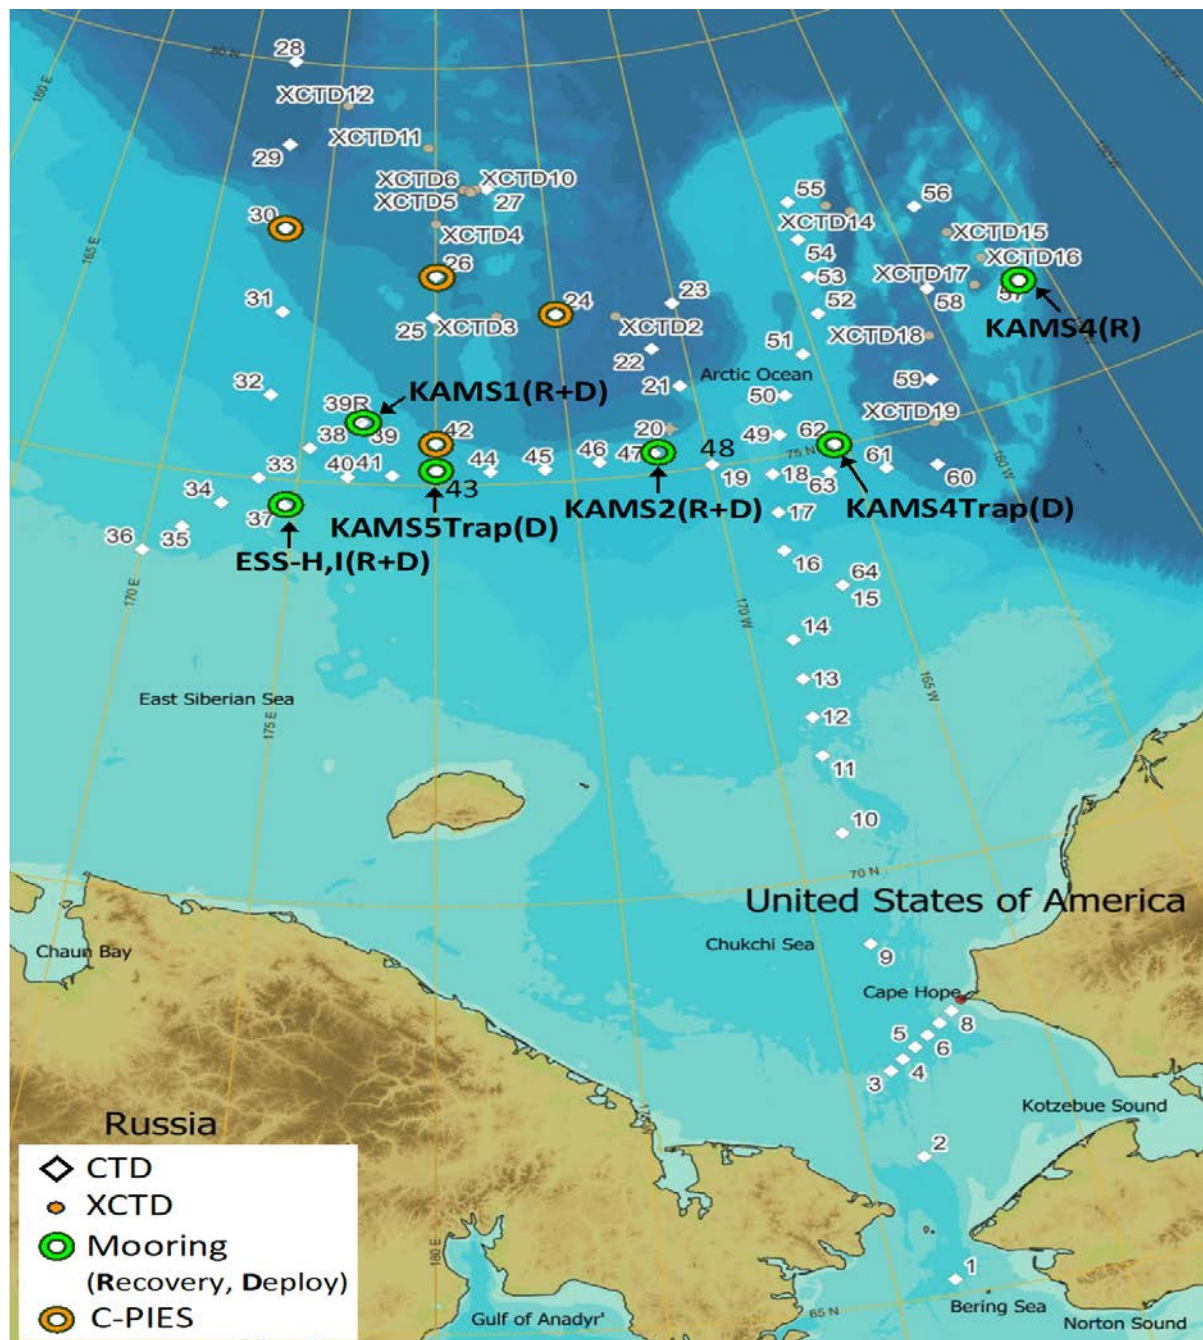 28
80 N
160 E
XCTD12
XCTD11
29
XCTD6
XCTD10
XCTD5
27
30
XCTD4
165 E
26
31
24
25
XCTD3
XCTD2
23
22
55
XCTD14
54
53
52
51
56
XCTD15
XCTD16
XCTD17
57
58
KAMS4(R)
XCTD18
Arctic Ocean
32
KAMS1(R+D)
21
50
59
39R
38
39
42
20
49
62
XCTD19
33
40
41
44
45
46
47
48
19
75 N
18
63
61
60
160 W
34
37
43
KAMS2(R+D)
KAMS4Trap(D)
17
36
35
KAMS5Trap(D)
ESS-H,I(R+D)
16
64
15
170 E
170 W
14
13
165 W
12
East Siberian Sea
175 E
11
10
70 N
United States of America
Chukchi Sea
9
Chaun Bay
Cape Hope
8
5
6
4
3
Kotzebue Sound
Russia
2
CTD
XCTD
Mooring
(Recovery, Deploy)
C-PIES
180 E
1
Bering Sea
65 N
Gulf of Anadyr'
Norton Sound